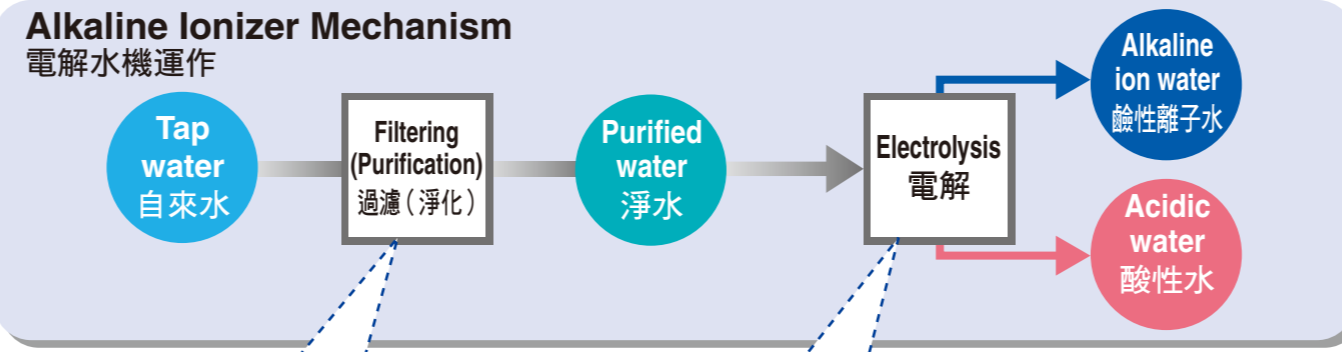 Alkaline Ionizer Mechanism
電解水機運作
Tap
water
自來水
Filtering
(Purification)
過濾（淨化）
Purified
water
淨水
Electrolysis
電解
Alkaline
ion water
鹼性離子水
Acidic
water
酸性水